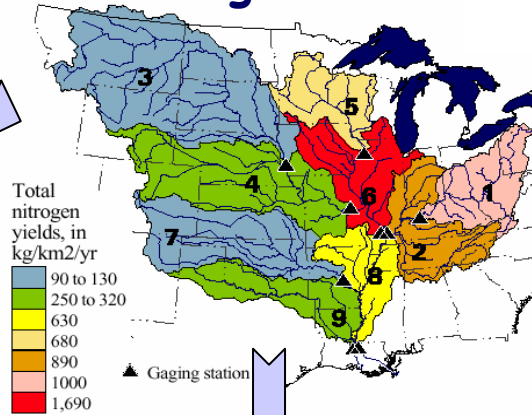 3
5
4
6
1
7
2
8
9
Total
nitrogen
yields, in
kg/km2/yr
90 to 130
250 to 320
630
680
890
1000
1,690
Gaging station